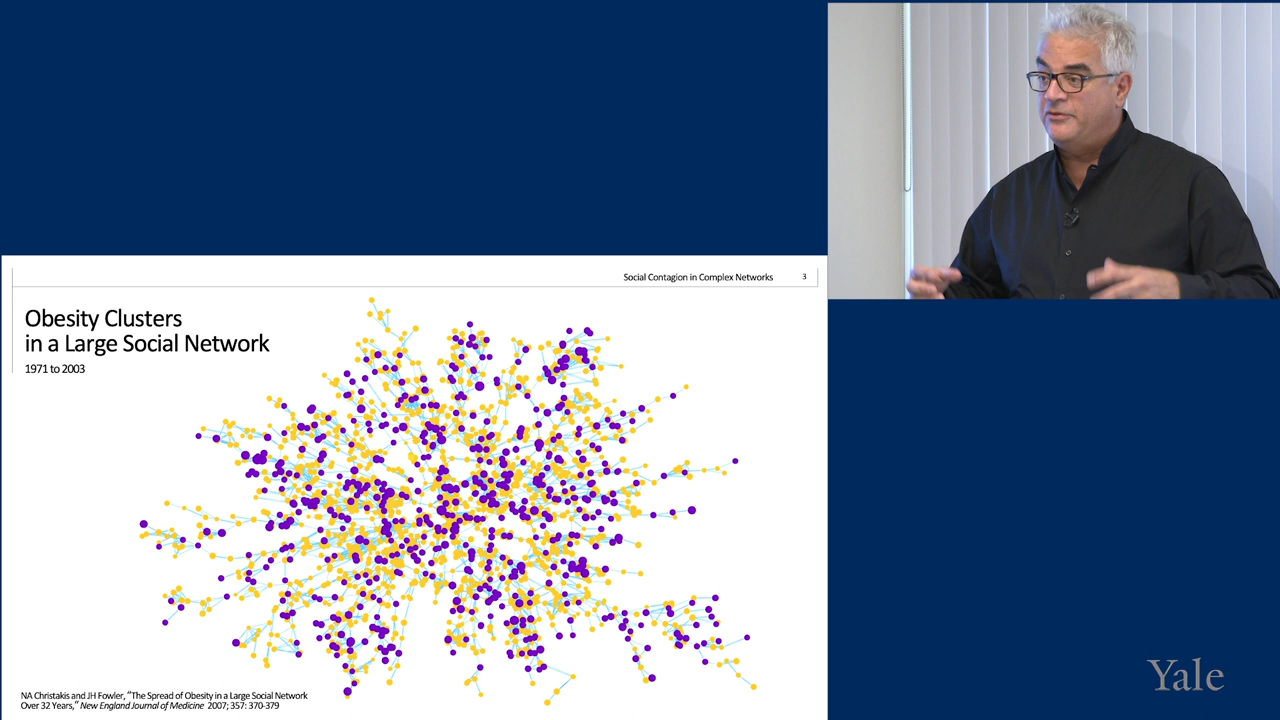 Social Contagion in Complex Networks 3
Obesity Clusters
in a Large Social Network
1971 to 2003
NA Christakis and JH Fowler, "The Spread of Obesity in a Large Social Network
Over 32 Years," New England Journal of Medicine 2007; 357: 370-379
Yale